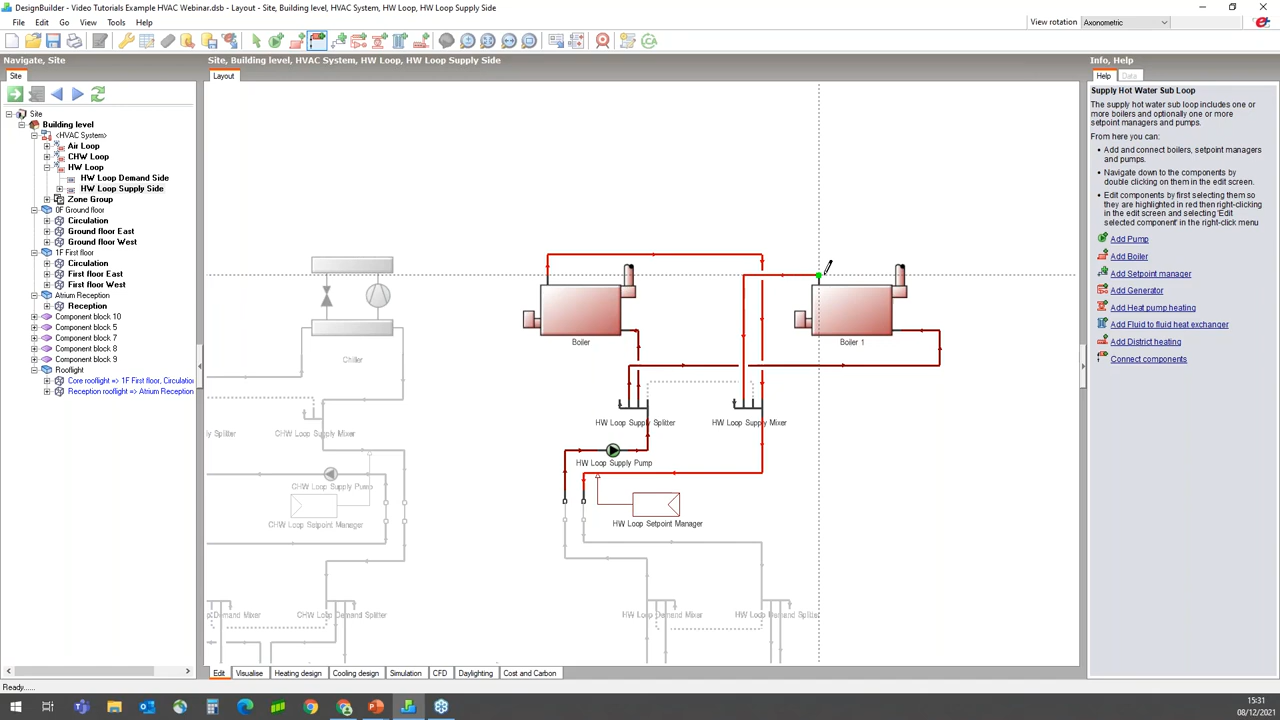 DesignBuilder - Video Tutorials Example HVAC Webinar.dsb - Layout - Site, Building level, HVAC System, HW Loop, HW Loop Supply Side
File Edit Go View Tools Help
View rotation Axonometric
Navigate, Site
Site
Site
Building level
<HVAC System>
Air Loop
CHW Loop
HW Loop
HW Loop Demand Side
HW Loop Supply Side
Zone Group
0F Ground floor
Circulation
Ground floor East
Ground floor West
1F First floor
Circulation
First floor East
First floor West
Atrium Reception
Reception
Component block 10
Component block 5
Component block 7
Component block 8
Component block 9
Rooflight
Core rooflight => 1F First floor, Circulation
Reception rooflight => Atrium Reception
Site, Building level, HVAC System, HW Loop, HW Loop Supply Side
Layout
Chiller
Boiler
Boiler 1
ly Splitter
CHW Loop Supply Mixer
HW Loop Supply Splitter
HW Loop Supply Mixer
HW Loop Supply Pump
CHW Loop Supply Pump
CHW Loop Setpoint Manager
HW Loop Setpoint Manager
Demand Mixer
CHW Loop Demand Splitter
HW Loop Demand Mixer
HW Loop Demand Splitter
Edit Visualise Heating design Cooling design Simulation CFD Daylighting Cost and Carbon
Info, Help
Help Data
Supply Hot Water Sub Loop
The supply hot water sub loop includes one or
more boilers and optionally one or more
setpoint managers and pumps.
From here you can:
• Add and connect boilers, setpoint managers
and pumps.
• Navigate down to the components by
double clicking on them in the edit screen.
• Edit components by first selecting them so
they are highlighted in red then right-clicking
in the edit screen and selecting 'Edit
selected component' in the right-click menu
Add Pump
Add Boiler
Add Setpoint manager
Add Generator
Add Heat pump heating
Add Fluid to fluid heat exchanger
Add District heating
Connect components
Ready.....
15:31
08/12/2021